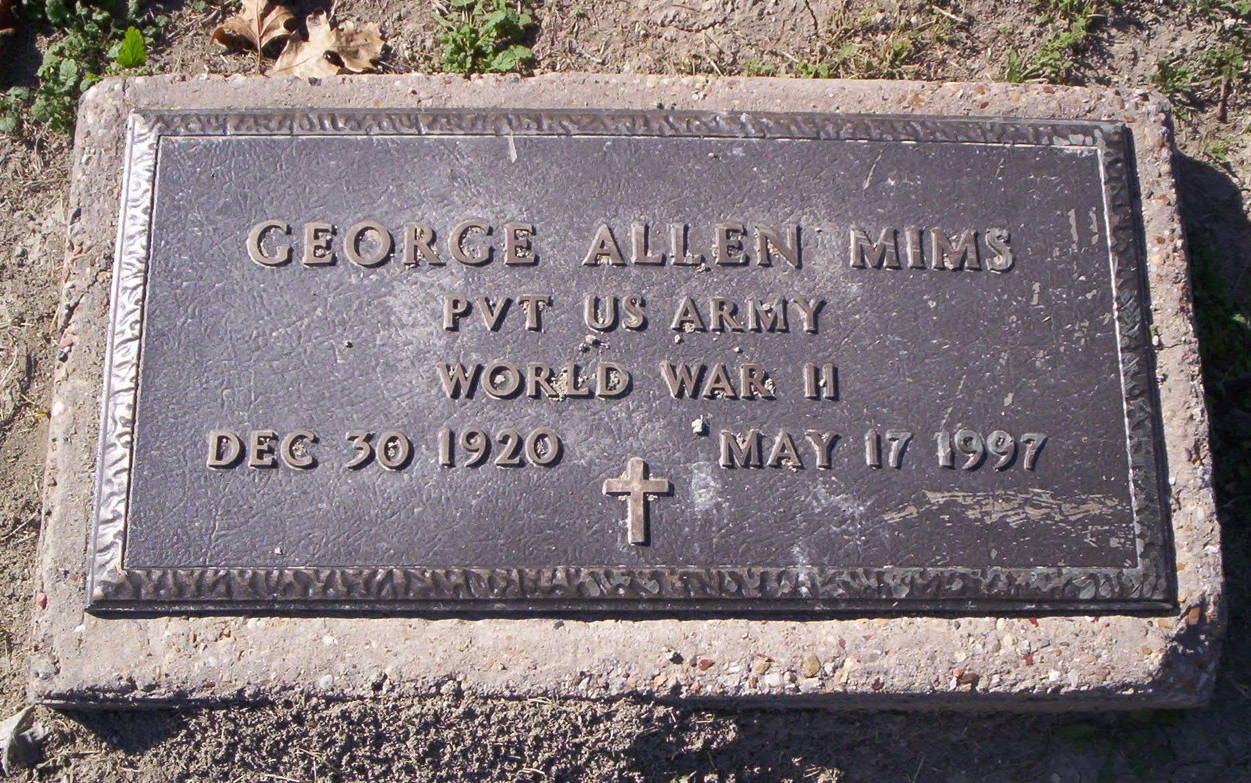 GEORGE ALLEN MIMS
PVT US ARMY
WORLD WAR II
DEC 30 1920 MAY 17 1997